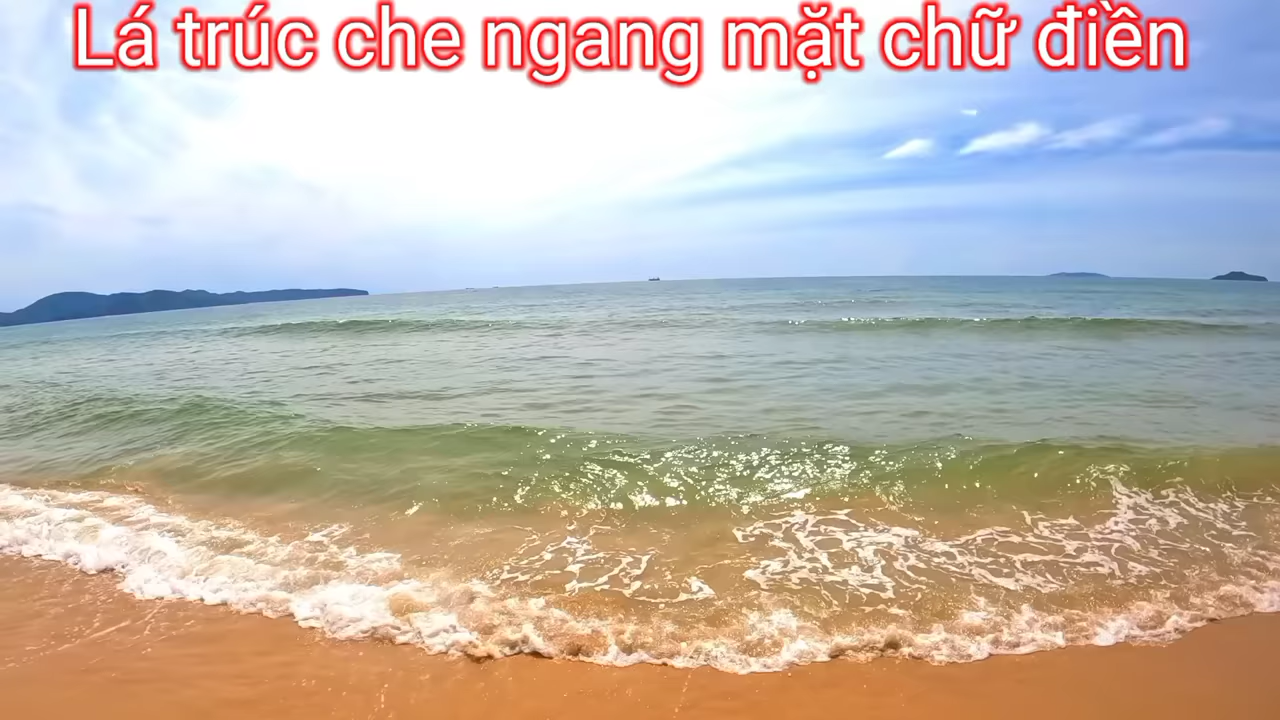 Lá trúc che ngang mặt chữ điền